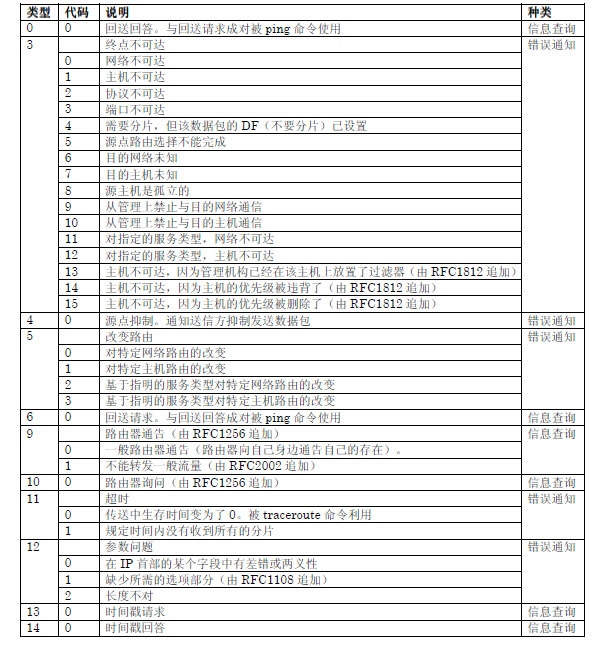 类型 代码 说明 种类
0 0 回送回答。与回送请求成对被 ping 命令使用 信息查询
3 终点不可达 错误通知
0 网络不可达
1 主机不可达
2 协议不可达
3 端口不可达
4 需要分片，但该数据包的 DF（不要分片）已设置
5 源点路由选择不能完成
6 目的网络未知
7 目的主机未知
8 源主机是孤立的
9 从管理上禁止与目的网络通信
10 从管理上禁止与目的主机通信
11 对指定的服务类型，网络不可达
12 对指定的服务类型，主机不可达
13 主机不可达，因为管理机构已经在该主机上放置了过滤器（由 RFC1812 追加）
14 主机不可达，因为主机的优先级被违背了（由 RFC1812 追加）
15 主机不可达，因为主机的优先级被删除了（由 RFC1812 追加）
4 0 源点抑制。通知送信方抑制发送数据包 错误通知
5 改变路由 错误通知
0 对特定网络路由的改变
1 对特定主机路由的改变
2 基于指明的服务类型对特定网络路由的改变
3 基于指明的服务类型对特定主机路由的改变
6 0 回送请求。与回送回答成对被 ping 命令使用 信息查询
9 路由器通告（由 RFC1256 追加） 信息查询
0 一般路由器通告（路由器向自己身边通告自己的存在）。
1 不能转发一般流量（由 RFC2002 追加）
10 0 路由器询问（由 RFC1256 追加） 信息查询
11 超时 错误通知
0 传送中生存时间变为了 0。被 traceroute 命令利用
1 规定时间内没有收到所有的分片
12 参数问题 错误通知
0 在 IP 首部的某个字段中有差错或两义性
1 缺少所需的选项部分（由 RFC1108 追加）
2 长度不对
13 0 时间戳请求 信息查询
14 0 时间戳回答 信息查询